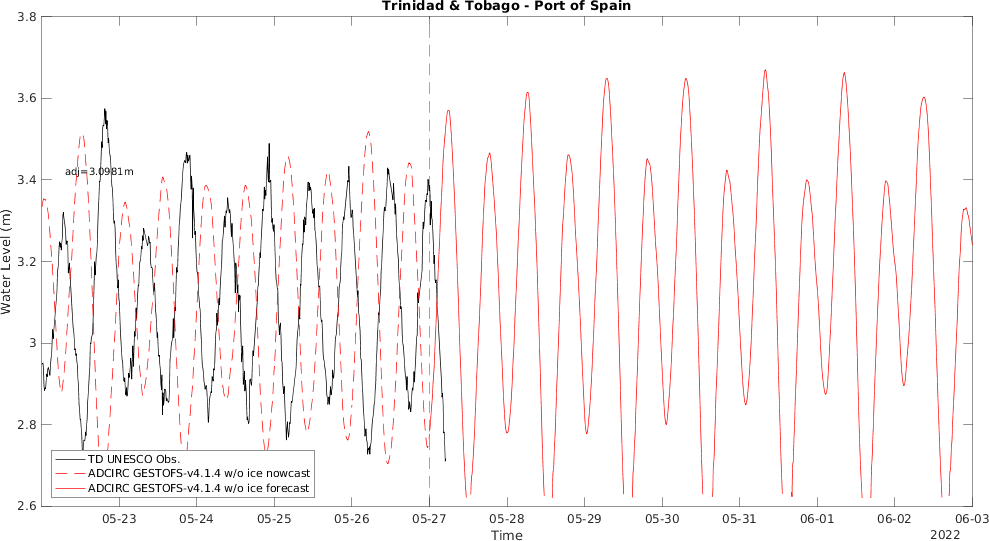 Trinidad & Tobago - Port of Spain
3.8
3.6
3.4
3.2
3
2.8
2.6
Water Level (m)
adj=3.0981m
TD UNESCO Obs.
ADCIRC GESTOFS-v4.1.4 w/o ice nowcast
ADCIRC GESTOFS-v4.1.4 w/o ice forecast
05-23 05-24 05-25 05-26 05-27 05-28 05-29 05-30 05-31 06-01 06-02 06-03
Time
2022